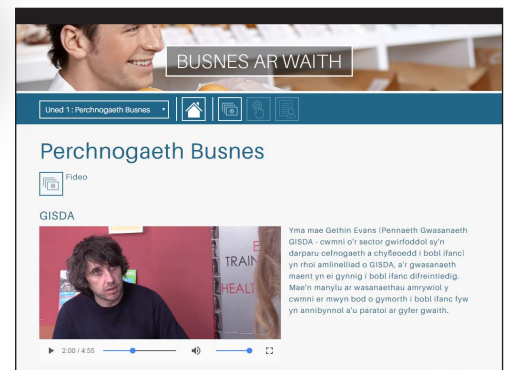 BUSNES AR WAITH
Uned 1 : Perchnogaeth Busnes
Perchnogaeth Busnes
Fideo
GISDA
TRAIN
HEALT
Yma mae Gethin Evans (Pennaeth Gwasanaeth
GISDA - cwmni o'r sector gwirfoddol sy'n
darparu cefnogaeth a chyfleoedd i bobl ifanc)
yn rhoi amlinelliad o GISDA, a'r gwasanaeth
maent yn ei gynnig i bobl ifanc difreintiedig.
Mae'n manylu ar wasanaethau amrywiol y
cwmni er mwyn bod o gymorth i bobl ifanc fyw
yn annibynnol a'u paratoi ar gyfer gwaith.
2:00 / 4:55